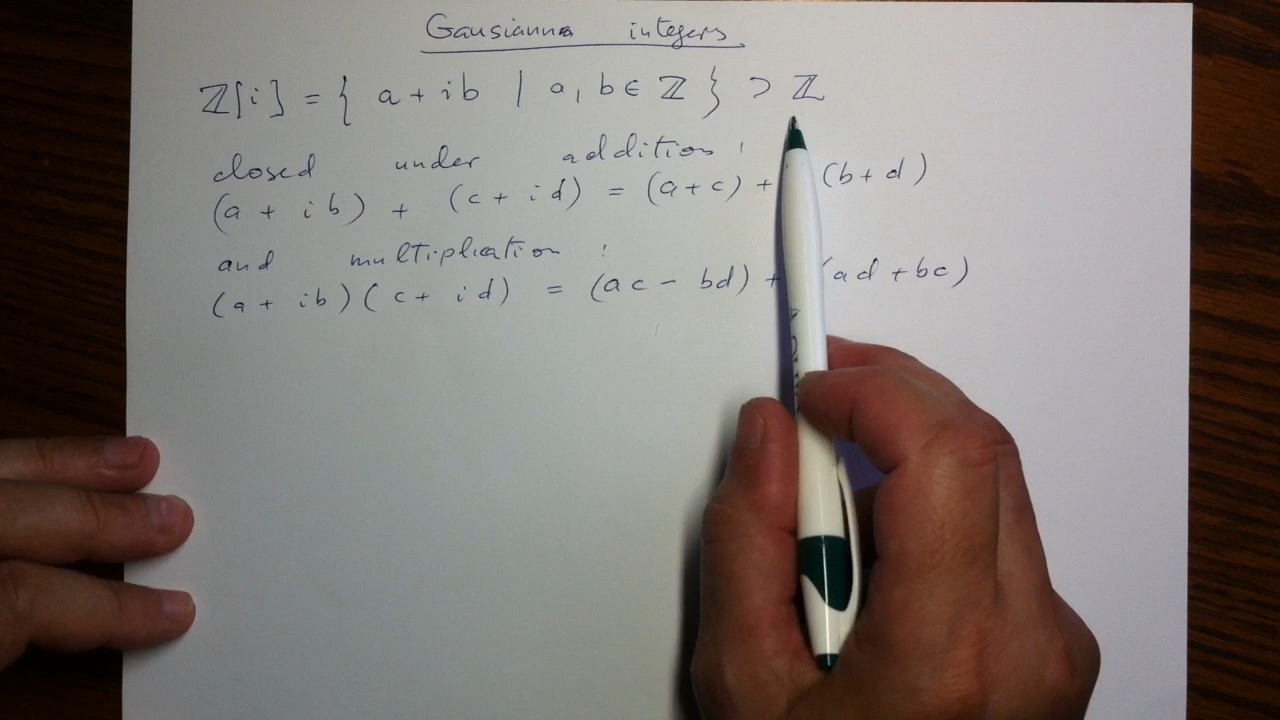 Gausianna integers
ℤ[i] = { a + ib | a, b ∈ ℤ } ⊃ ℤ
closed under addition :
(a + ib) + (c + id) = (a + c) + (b + d)
and multiplication :
(a + ib)(c + id) = (ac - bd) + (ad + bc)